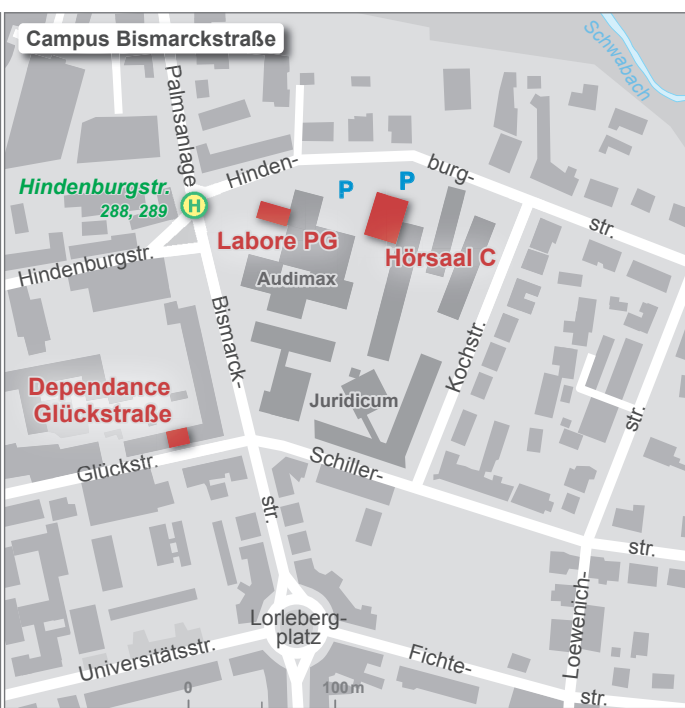 Campus Bismarckstraße
Schwabach
Palmsanlage
Hinden-
burg-
str.
P
P
Hindenburgstr.
288, 289
H
Labore PG
Hörsaal C
Audimax
Hindenburgstr.
Bismarck-
str.
Kochstr.
Dependance
Glückstraße
Juridicum
str.
Glückstr.
Schiller-
str.
Loewenich-
Lorleberg-
platz
Universitätsstr.
Fichte-
str.
0
100 m